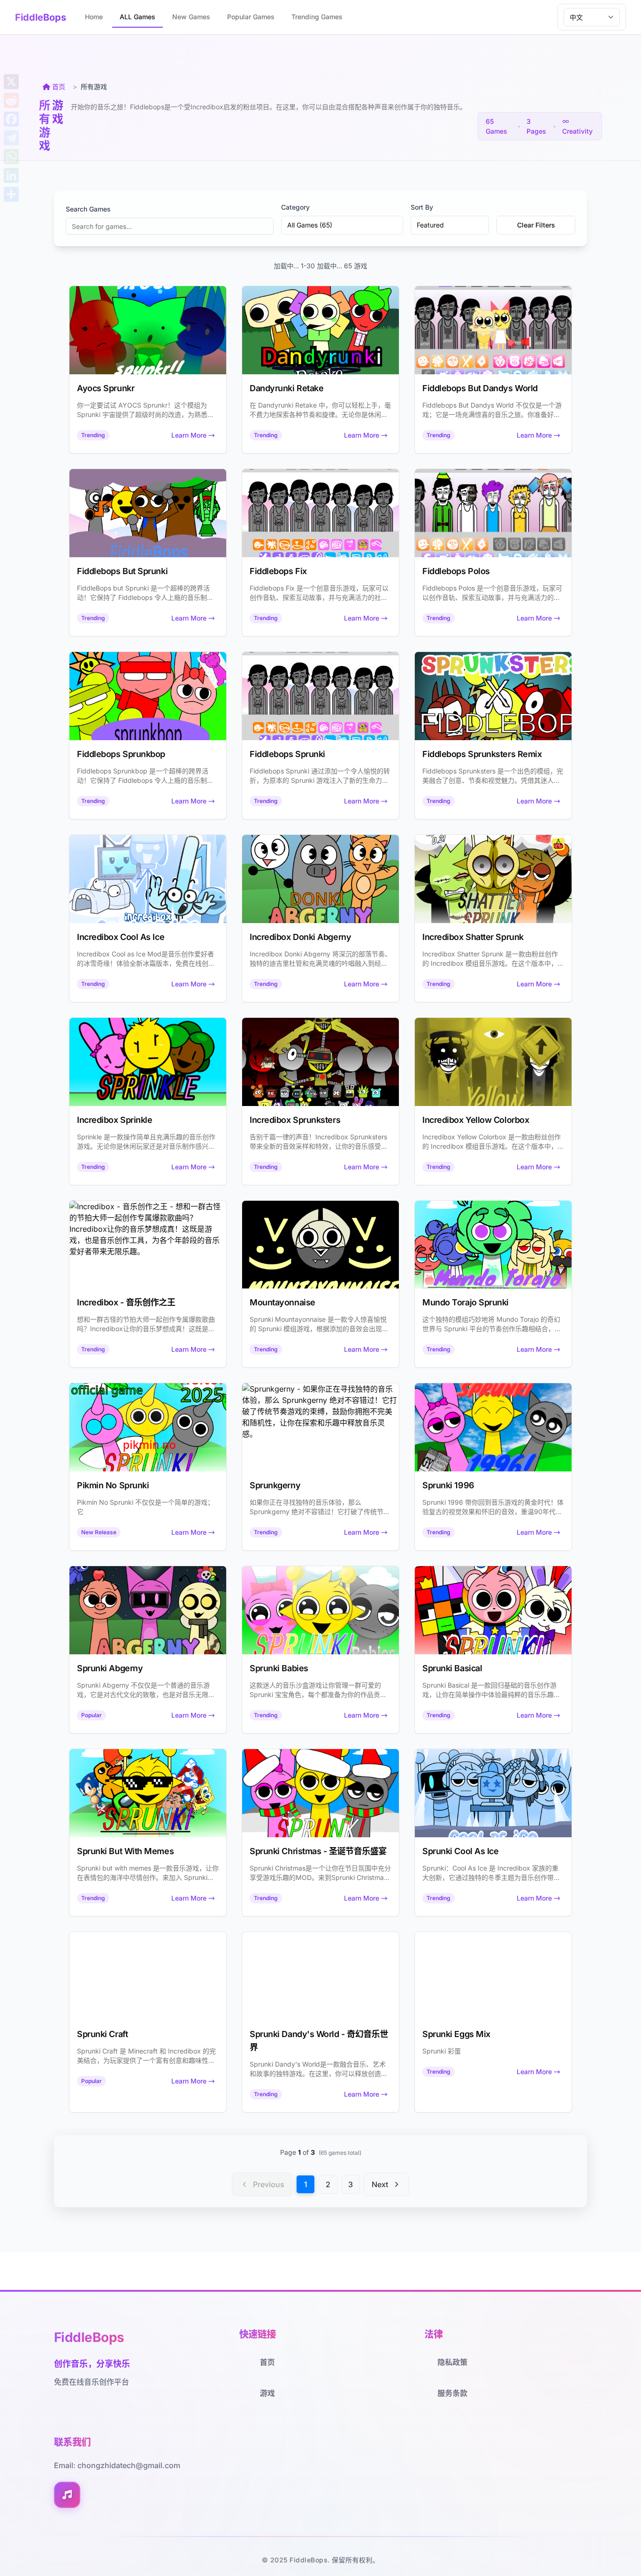 FiddleBops
Home
ALL Games
New Games
Popular Games
Trending Games
中文
首页 > 所有游戏
所有游戏
游戏
开始你的音乐之旅！Fiddlebops是一个受Incredibox启发的粉丝项目。在这里，你可以自由混合搭配各种声音来创作属于你的独特音乐。
65 Games
•
3 Pages
•
∞ Creativity
Search Games
Search for games...
Category
All Games (65)
Sort By
Featured
Clear Filters
加载中... 1-30 加载中... 65 游戏
Ayocs Sprunkr
你一定要试试 AYOCS Sprunkr！这个模组为
Sprunki 宇宙提供了超级时尚的改造，为熟悉...
Trending
Learn More →
Dandyrunki
Dandyrunki Retake
在 Dandyrunki Retake 中，你可以轻松上手，毫
不费力地探索各种节奏和旋律。无论你是休闲...
Trending
Learn More →
Fiddlebops But Dandys World
Fiddlebops But Dandys World 不仅仅是一个游
戏；它是一场充满惊喜的音乐之旅。你准备好...
Trending
Learn More →
FiddleBops
Fiddlebops But Sprunki
FiddleBops but Sprunki 是一个超棒的跨界活
动！它保持了 Fiddlebops 令人上瘾的音乐制...
Trending
Learn More →
Fiddlebops Fix
Fiddlebops Fix 是一个创意音乐游戏，玩家可以
创作音轨、探索互动故事，并与充满活力的社...
Trending
Learn More →
Fiddlebops Polos
Fiddlebops Polos 是一个创意音乐游戏，玩家可
以创作音轨、探索互动故事，并与充满活力的...
Trending
Learn More →
sprunkbop
Fiddlebops Sprunkbop
Fiddlebops Sprunkbop 是一个超棒的跨界活
动！它保持了 Fiddlebops 令人上瘾的音乐制...
Trending
Learn More →
Fiddlebops Sprunki
Fiddlebops Sprunki 通过添加一个令人愉悦的转
折，为原本的 Sprunki 游戏注入了新的生命力...
Trending
Learn More →
SPRUNKSTERS
FIDDLEBOP
Fiddlebops Sprunksters Remix
Fiddlebops Sprunksters 是一个出色的模组，完
美融合了创意、节奏和视觉魅力。凭借其迷人...
Trending
Learn More →
incredibox
Incredibox Cool As Ice
Incredibox Cool as Ice Mod是音乐创作爱好者
的冰雪奇缘！体验全新冰霜版本，免费在线创...
Trending
Learn More →
DONKI
ABGERNY
Incredibox Donki Abgerny
Incredibox Donki Abgerny 将深沉的部落节奏、
独特的迪吉里杜管和充满灵魂的吟唱融入到经...
Trending
Learn More →
SHATTER
SPRUNK
Incredibox Shatter Sprunk
Incredibox Shatter Sprunk 是一款由粉丝创作
的 Incredibox 模组音乐游戏。在这个版本中，...
Trending
Learn More →
SPRINKLE
Incredibox Sprinkle
Sprinkle 是一款操作简单且充满乐趣的音乐创作
游戏。无论你是休闲玩家还是对音乐制作感兴...
Trending
Learn More →
Incredibox Sprunksters
告别千篇一律的声音！Incredibox Sprunksters
带来全新的音效采样和特效，让你的音乐感受...
Trending
Learn More →
Yellow
Incredibox Yellow Colorbox
Incredibox Yellow Colorbox 是一款由粉丝创作
的 Incredibox 模组音乐游戏。在这个版本中，...
Trending
Learn More →
Incredibox - 音乐创作之王 - 想和一群古怪
的节拍大师一起创作专属爆款歌曲吗？
Incredibox让你的音乐梦想成真！这既是游
戏，也是音乐创作工具，为各个年龄段的音乐
爱好者带来无限乐趣。
Incredibox - 音乐创作之王
想和一群古怪的节拍大师一起创作专属爆款歌曲
吗？Incredibox让你的音乐梦想成真！这既是...
Trending
Learn More →
MOUNTAYONNAISE
Mountayonnaise
Sprunki Mountayonnaise 是一款令人惊喜愉悦
的 Sprunki 模组游戏，根据添加的音效会出现...
Trending
Learn More →
Mundo Torajo
Mundo Torajo Sprunki
这个独特的模组巧妙地将 Mundo Torajo 的奇幻
世界与 Sprunki 平台的节奏创作乐趣相结合，...
Trending
Learn More →
official game
2025
pikmin no
SPRUNKI
Pikmin No Sprunki
Pikmin No Sprunki 不仅仅是一个简单的游戏；
它
New Release
Learn More →
Sprunkgerny - 如果你正在寻找独特的音乐
体验，那么 Sprunkgerny 绝对不容错过！它打
破了传统节奏游戏的束缚，鼓励你拥抱不完美
和随机性，让你在探索和乐趣中释放音乐灵
感。
Sprunkgerny
如果你正在寻找独特的音乐体验，那么
Sprunkgerny 绝对不容错过！它打破了传统节...
Trending
Learn More →
SPRUNKI
1996!
Sprunki 1996
Sprunki 1996 带你回到音乐游戏的黄金时代！体
验复古的视觉效果和怀旧的音效，重温90年代...
Trending
Learn More →
ABGERNY
Sprunki Abgerny
Sprunki Abgerny 不仅仅是一个普通的音乐游
戏，它是对古代文化的致敬，也是对音乐无限...
Popular
Learn More →
SPRUNKI
Babies
Sprunki Babies
这款迷人的音乐沙盒游戏让你管理一群可爱的
Sprunki 宝宝角色，每个都准备为你的作品贡...
Trending
Learn More →
SPRUNKI
Sprunki Basical
Sprunki Basical 是一款回归基础的音乐创作游
戏，让你在简单操作中体验最纯粹的音乐乐趣...
Trending
Learn More →
SPRUNKI
Sprunki But With Memes
Sprunki but with memes 是一款音乐游戏，让你
在表情包的海洋中尽情创作。来加入 Sprunki...
Trending
Learn More →
SPRUNKI
Sprunki Christmas - 圣诞节音乐盛宴
Sprunki Christmas是一个让你在节日氛围中充分
享受游戏乐趣的MOD。来到Sprunki Christma...
Trending
Learn More →
Cool as ice
Sprunki Cool As Ice
Sprunki：Cool As Ice 是 Incredibox 家族的重
大创新，它通过独特的冬季主题为音乐创作带...
Trending
Learn More →
Sprunki Craft
Sprunki Craft 是 Minecraft 和 Incredibox 的完
美结合，为玩家提供了一个富有创意和趣味性...
Popular
Learn More →
Sprunki Dandy's World - 奇幻音乐世
界
Sprunki Dandy's World是一款融合音乐、艺术
和故事的独特游戏。在这里，你可以释放创造...
Trending
Learn More →
Sprunki Eggs Mix
Sprunki 彩蛋
Trending
Learn More →
Page 1 of 3 (65 games total)
Previous
1
2
3
Next
FiddleBops
创作音乐，分享快乐
免费在线音乐创作平台
快速链接
首页
游戏
法律
隐私政策
服务条款
联系我们
Email: chongzhidatech@gmail.com
© 2025 FiddleBops. 保留所有权利。